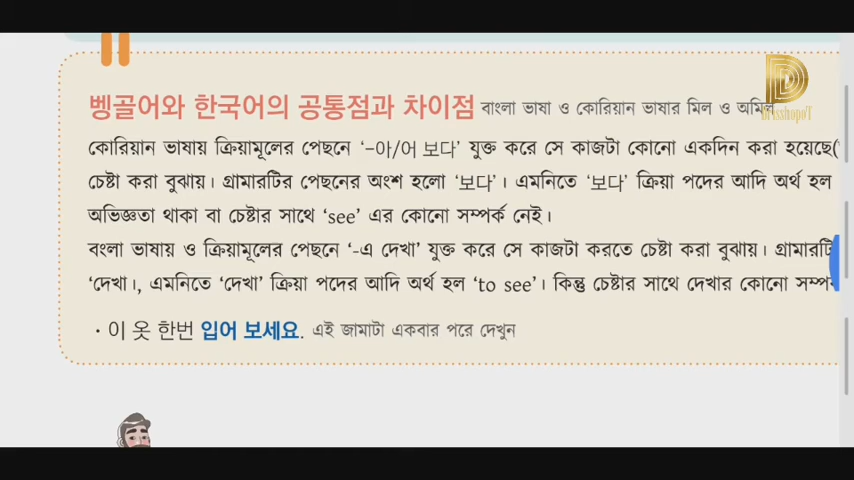 벵골어와 한국어의 공통점과 차이점 বাংলা ভাষা ও কোরিয়ান ভাষার মিল ও অমিল
কোরিয়ান ভাষায় ক্রিয়ামূলের পেছনে ‘–아/어 보다’ যুক্ত করে সে কাজটা কোনো একদিন করা হয়েছে(
চেষ্টা করা বুঝায়। গ্রামারটির পেছনের অংশ হলো ‘보다’। এমনিতে ‘보다’ ক্রিয়া পদের আদি অর্থ হল
অভিজ্ঞতা থাকা বা চেষ্টার সাথে ‘see’ এর কোনো সম্পর্ক নেই।
বংলা ভাষায় ও ক্রিয়ামূলের পেছনে ‘-এ দেখা’ যুক্ত করে সে কাজটা করতে চেষ্টা করা বুঝায়। গ্রামারটি
‘দেখা।, এমনিতে ‘দেখা’ ক্রিয়া পদের আদি অর্থ হল ‘to see’। কিন্তু চেষ্টার সাথে দেখার কোনো
· 이 옷 한번 입어 보세요. এই জামাটা একবার পরে দেখুন